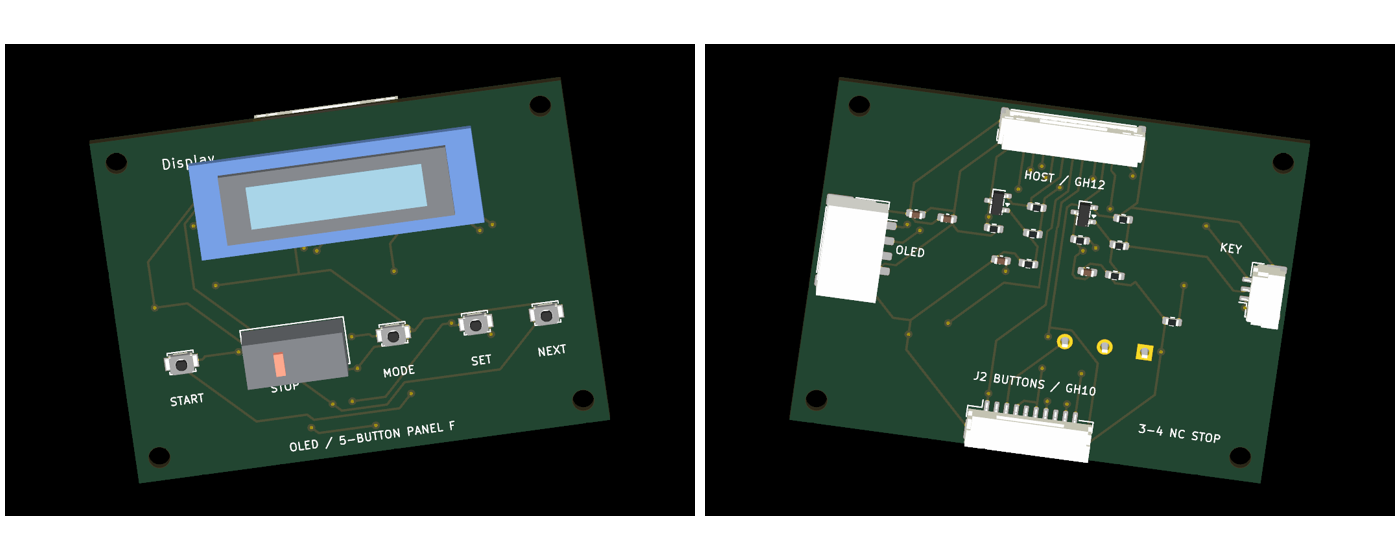 Display
START
STOP
MODE
SET
NEXT
OLED / 5-BUTTON PANEL F
HOST / GH12
OLED
KEY
J2 BUTTONS / GH10
3-4 NC STOP